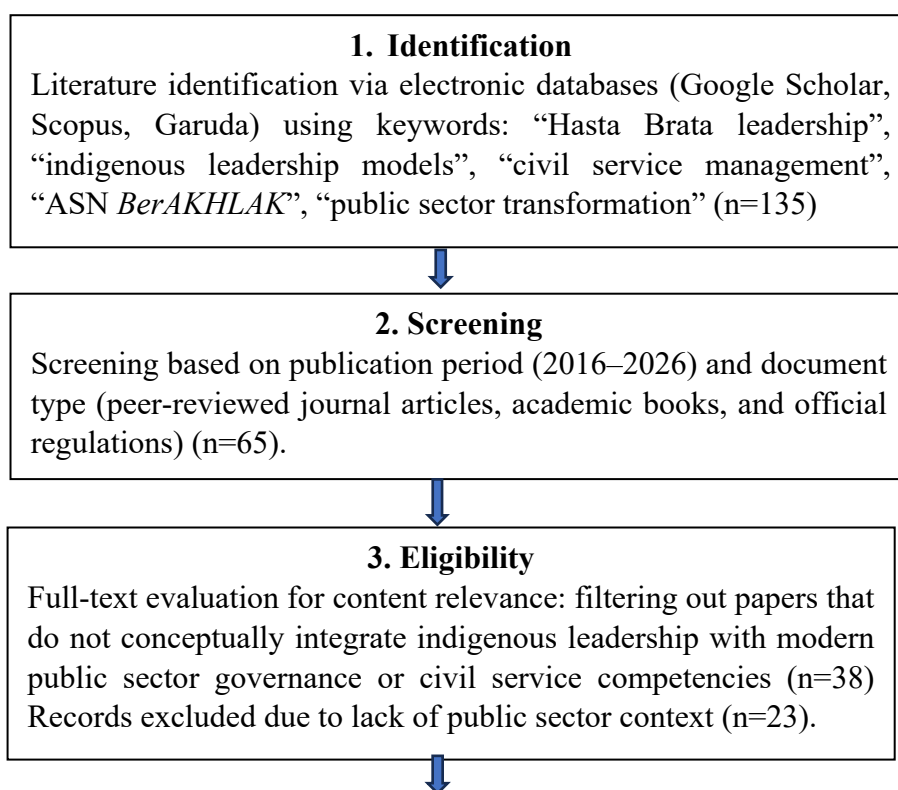 1. Identification
Literature identification via electronic databases (Google Scholar,
Scopus, Garuda) using keywords: “Hasta Brata leadership”,
“indigenous leadership models”, “civil service management”,
“ASN BerAKHLAK”, “public sector transformation” (n=135)
2. Screening
Screening based on publication period (2016–2026) and document
type (peer-reviewed journal articles, academic books, and official
regulations) (n=65).
3. Eligibility
Full-text evaluation for content relevance: filtering out papers that
do not conceptually integrate indigenous leadership with modern
public sector governance or civil service competencies (n=38)
Records excluded due to lack of public sector context (n=23).